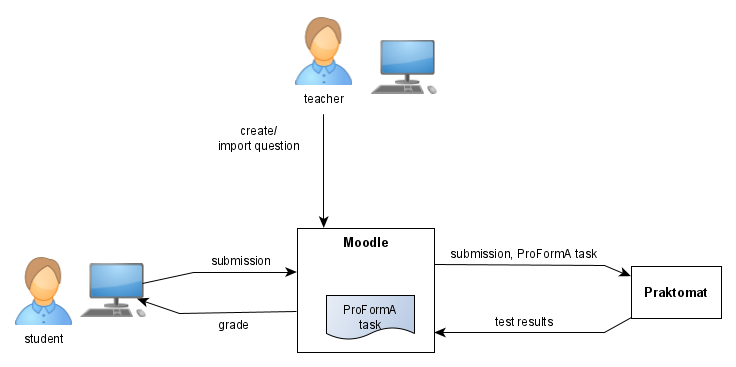 teacher
create/
import question
Moodle
submission
submission, ProFormA task
Praktomat
ProFormA
task
grade
test results
student